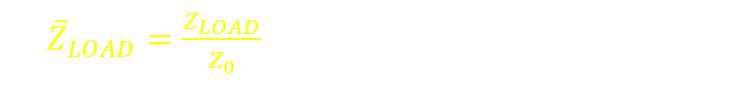 Z̄_LOAD = Z_LOAD / Z_0